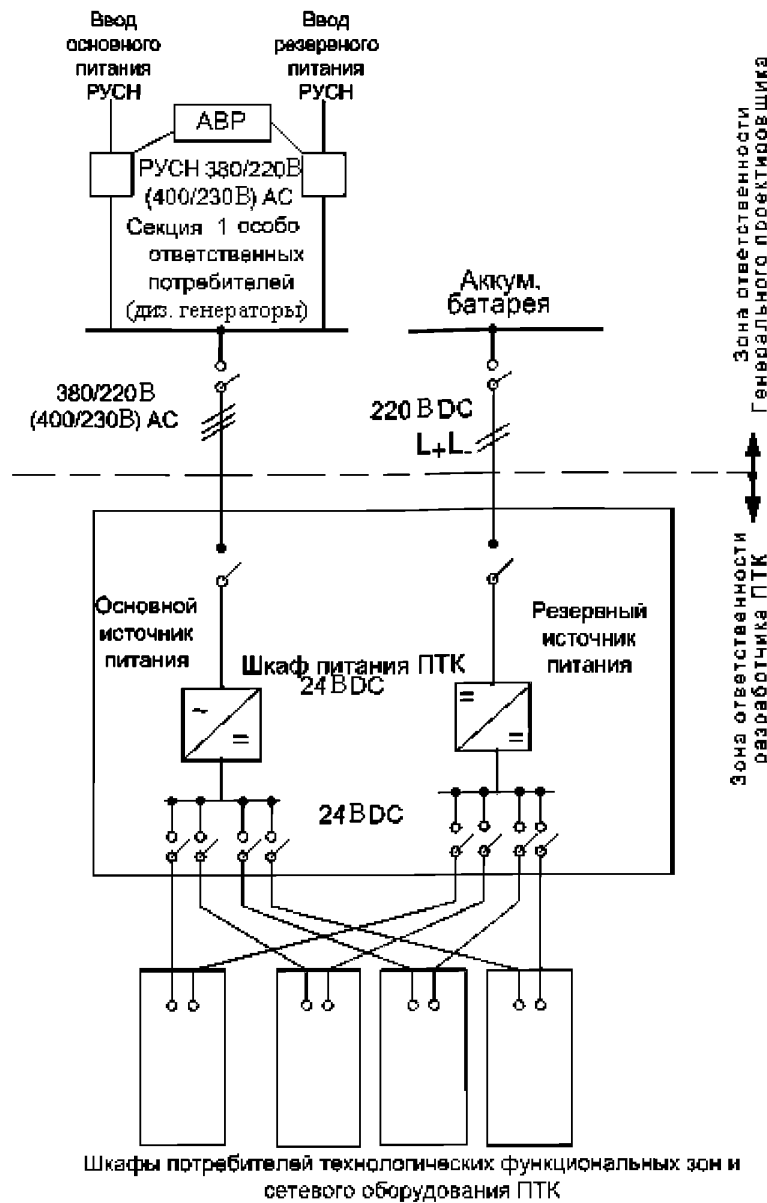 Ввод
основного
питания
РУСН
Ввод
резервного
питания
РУСН
АВР
РУСН 380/220В
(400/230В) АС
Секция 1 особо
ответственных
потребителей
(диз. генераторы)
Аккум.
батарея
380/220В
(400/230В) АС
220 В DC
L+L-
Зона ответственности
Генерального проектировщика
Зона ответственности
разработчика ПТК
Основной
источник
питания
Резервный
источник
питания
Шкаф питания ПТК
24 В DC
~
=
=
=
24 В DC
Шкафы потребителей технологических функциональных зон и
сетевого оборудования ПТК